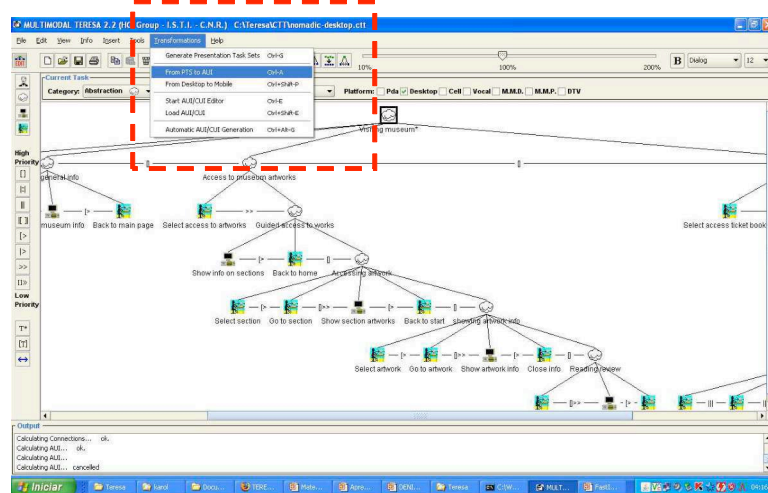 MULTIMODAL TERESA 2.2 (HCI Group - I.S.T.I. - C.N.R.) C:\Teresa\CTT\nomadic-desktop.ctt
File Edit View Info Insert Tools Transformations Help
Generate Presentation Task Sets Ctrl-G
From PTS to AUI Ctrl-A
From Desktop to Mobile Ctrl+Shift-P
Start AUI/CUI Editor Ctrl-E
Load AUI/CUI Ctrl+Shift-E
Automatic AUI/CUI Generation Ctrl+Alt-G
10% 100% 200% B Dialog 12
Current Task
Category: Abstraction Platform: Pda Desktop Cell Vocal M.M.D. M.M.P. DTV
Visiting museum*
High
Priority
[]
general info Access to museum artworks
museum info Back to main page Select access to artworks Guided access to works Select access ticket book
Show info on sections Back to home Accessing artwork
Low
Priority
Select section Go to section Show section artworks Back to start showing artwork info
T*
[T]
Select artwork Go to artwork Show artwork info Close info Reading review
Output
Calculating Connections... ok.
Calculating AUI... ok.
Calculating AUI...
Calculating AUI... cancelled
Iniciar Teresa karol Docu... TERE... Mate... Apre... DENI... Teresa C:\W... MULT... FastI... 09:16